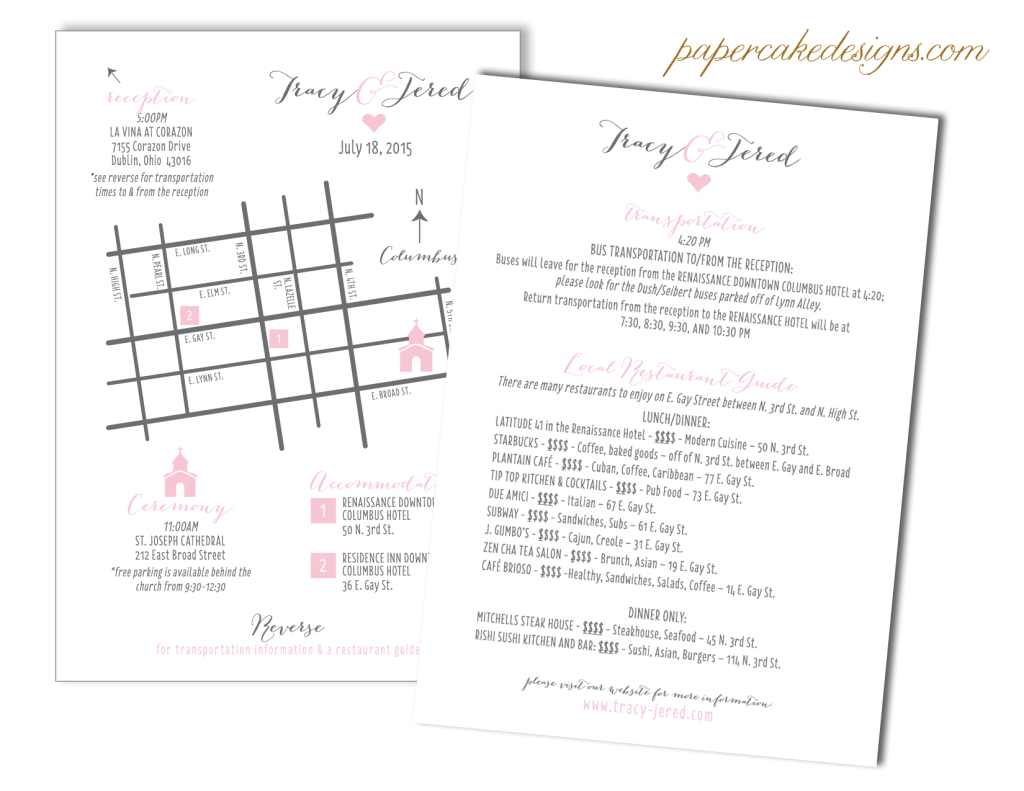 papercakedesigns.com
reception
5:00PM
LA VINA AT CORAZON
7155 Corazon Drive
Dublin, Ohio 43016
*see reverse for transportation
times to & from the reception
Tracy & Jered
July 18, 2015
N
Columbus
N. HIGH ST.
N. PEARL ST.
E. LONG ST.
N. 3RD ST.
E. ELM ST.
N. LAZELLE
ST.
N. 4TH ST.
2
E. GAY ST.
1
E. LYNN ST.
E. BROAD ST.
Ceremony
11:00AM
ST. JOSEPH CATHEDRAL
212 East Broad Street
*free parking is available behind the
church from 9:30-12:30
Accommodat
1
RENAISSANCE DOWNTO
COLUMBUS HOTEL
50 N. 3rd St.
2
RESIDENCE INN DOWN
COLUMBUS HOTEL
36 E. Gay St.
Reverse
for transportation information & a restaurant guide
Tracy & Jered
transportation
4:20 PM
BUS TRANSPORTATION TO/FROM THE RECEPTION:
Buses will leave for the reception from the RENAISSANCE DOWNTOWN COLUMBUS HOTEL at 4:20;
please look for the Dush/Seibert buses parked off of Lynn Alley.
Return transportation from the reception to the RENAISSANCE HOTEL will be at
7:30, 8:30, 9:30, AND 10:30 PM
Local Restaurant Guide
There are many restaurants to enjoy on E. Gay Street between N. 3rd St. and N. High St.
LUNCH/DINNER:
LATITUDE 41 in the Renaissance Hotel - $$$$ - Modern Cuisine – 50 N. 3rd St.
STARBUCKS - $$$$ - Coffee, baked goods – off of N. 3rd St. between E. Gay and E. Broad
PLANTAIN CAFÉ - $$$$ - Cuban, Coffee, Caribbean – 77 E. Gay St.
TIP TOP KITCHEN & COCKTAILS - $$$$ - Pub Food – 73 E. Gay St.
DUE AMICI - $$$$ - Italian – 67 E. Gay St.
SUBWAY - $$$$ - Sandwiches, Subs – 61 E. Gay St.
J. GUMBO'S - $$$$ - Cajun, Creole – 31 E. Gay St.
ZEN CHA TEA SALON - $$$$ - Brunch, Asian – 19 E. Gay St.
CAFÉ BRIOSO - $$$$ -Healthy, Sandwiches, Salads, Coffee – 14 E. Gay St.
DINNER ONLY:
MITCHELLS STEAK HOUSE - $$$$ - Steakhouse, Seafood – 45 N. 3rd St.
RISHI SUSHI KITCHEN AND BAR: $$$$ - Sushi, Asian, Burgers – 114 N. 3rd St.
please visit our website for more information
www.tracy-jered.com